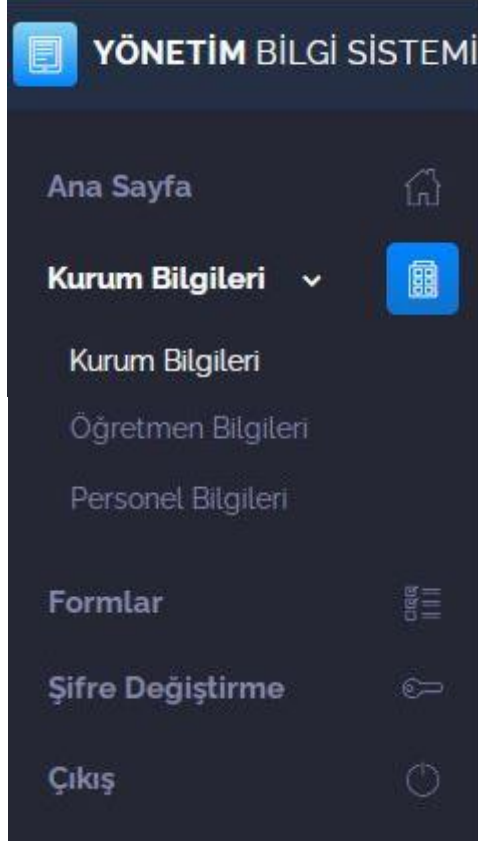 YÖNETİM BİLGİ SİSTEMİ
Ana Sayfa
Kurum Bilgileri
Kurum Bilgileri
Öğretmen Bilgileri
Personel Bilgileri
Formlar
Şifre Değiştirme
Çıkış